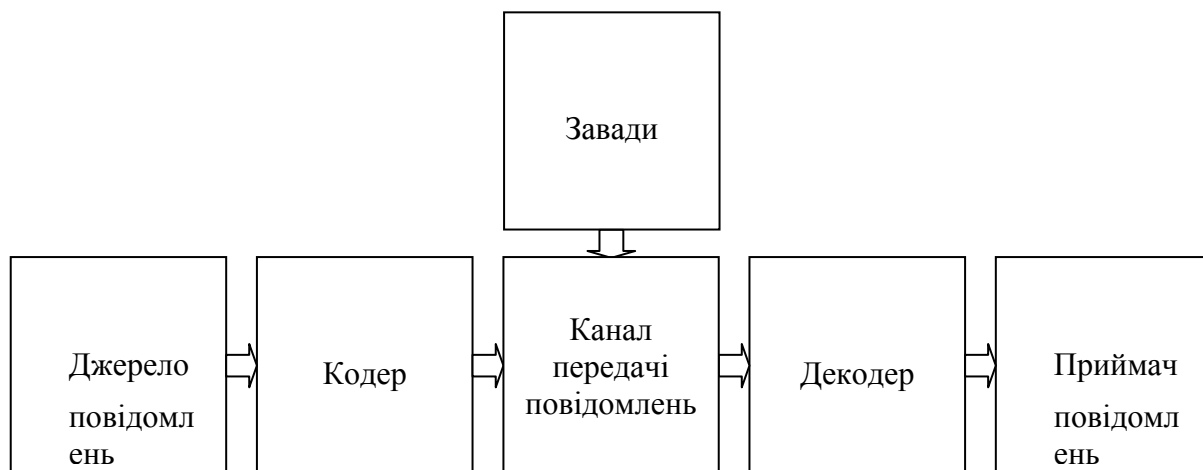 Завади
Джерело
повідомл
ень
Кодер
Канал
передачі
повідомлень
Декодер
Приймач
повідомл
ень